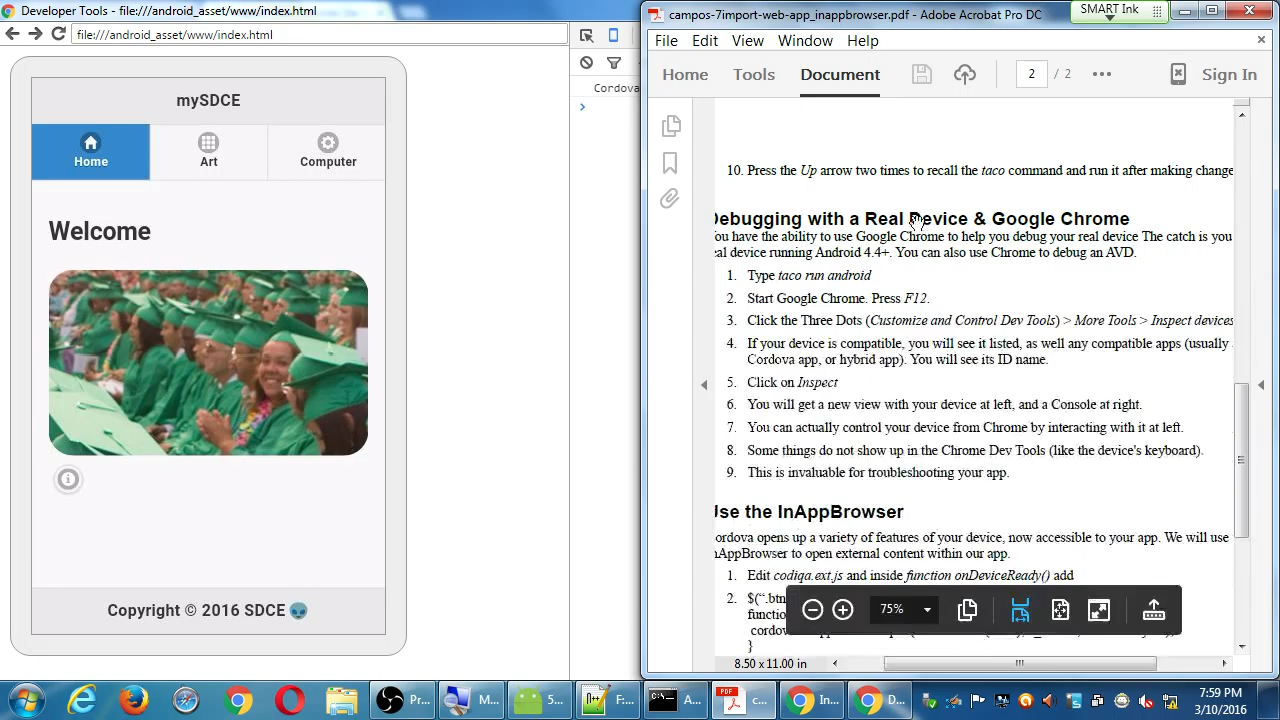 Developer Tools - file:///android_asset/www/index.html
file:///android_asset/www/index.html
mySDCE
Home
Art
Computer
Welcome
Copyright © 2016 SDCE 👽
Cordova
campor-7import-web-app_inappbrowser.pdf - Adobe Acrobat Pro DC
SMART Ink
File Edit View Window Help
Home Tools Document 2 / 2 Sign In
10. Press the Up arrow two times to recall the taco command and run it after making change
Debugging with a Real Device & Google Chrome
ou have the ability to use Google Chrome to help you debug your real device The catch is you
eal device running Android 4.4+. You can also use Chrome to debug an AVD.
1. Type taco run android
2. Start Google Chrome. Press F12.
3. Click the Three Dots (Customize and Control Dev Tools) > More Tools > Inspect devices
4. If your device is compatible, you will see it listed, as well any compatible apps (usually
Cordova app, or hybrid app). You will see its ID name.
5. Click on Inspect
6. You will get a new view with your device at left, and a Console at right.
7. You can actually control your device from Chrome by interacting with it at left.
8. Some things do not show up in the Chrome Dev Tools (like the device's keyboard).
9. This is invaluable for troubleshooting your app.
Use the InAppBrowser
ordova opens up a variety of features of your device, now accessible to your app. We will use
nAppBrowser to open external content within our app.
1. Edit codiqa.ext.js and inside function onDeviceReady() add
2. $(“.btn
function
cordov
}
75%
8.50 x 11.00 in
Pr...
M...
5...
F:...
A...
c...
In...
D...
7:59 PM
3/10/2016